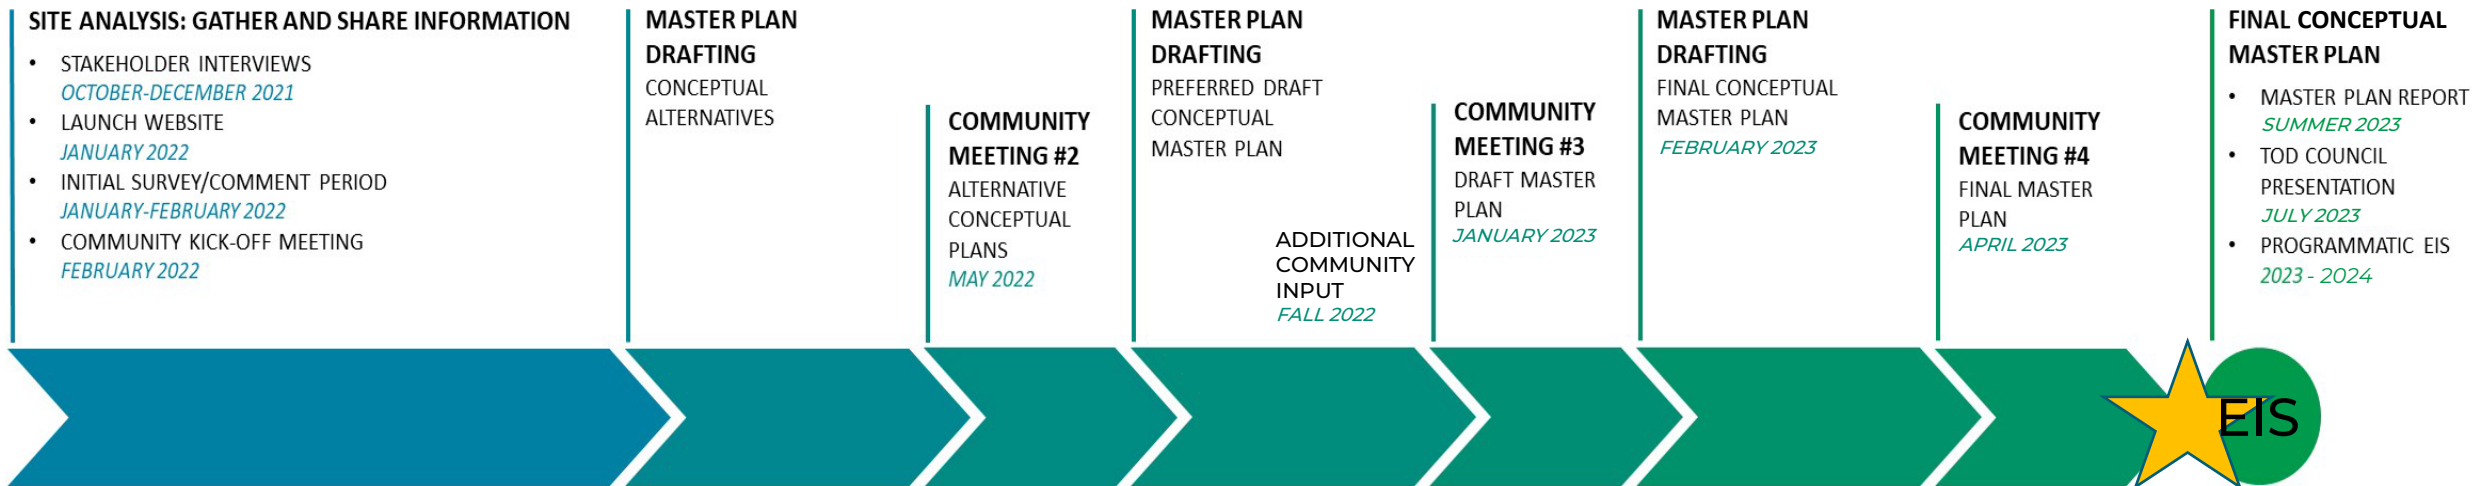 SITE ANALYSIS: GATHER AND SHARE INFORMATION
• STAKEHOLDER INTERVIEWS
OCTOBER-DECEMBER 2021
• LAUNCH WEBSITE
JANUARY 2022
• INITIAL SURVEY/COMMENT PERIOD
JANUARY-FEBRUARY 2022
• COMMUNITY KICK-OFF MEETING
FEBRUARY 2022
MASTER PLAN
DRAFTING
CONCEPTUAL
ALTERNATIVES
COMMUNITY
MEETING #2
ALTERNATIVE
CONCEPTUAL
PLANS
MAY 2022
MASTER PLAN
DRAFTING
PREFERRED DRAFT
CONCEPTUAL
MASTER PLAN
ADDITIONAL
COMMUNITY
INPUT
FALL 2022
COMMUNITY
MEETING #3
DRAFT MASTER
PLAN
JANUARY 2023
MASTER PLAN
DRAFTING
FINAL CONCEPTUAL
MASTER PLAN
FEBRUARY 2023
COMMUNITY
MEETING #4
FINAL MASTER
PLAN
APRIL 2023
FINAL CONCEPTUAL
MASTER PLAN
• MASTER PLAN REPORT
SUMMER 2023
• TOD COUNCIL
PRESENTATION
JULY 2023
• PROGRAMMATIC EIS
2023 - 2024
EIS